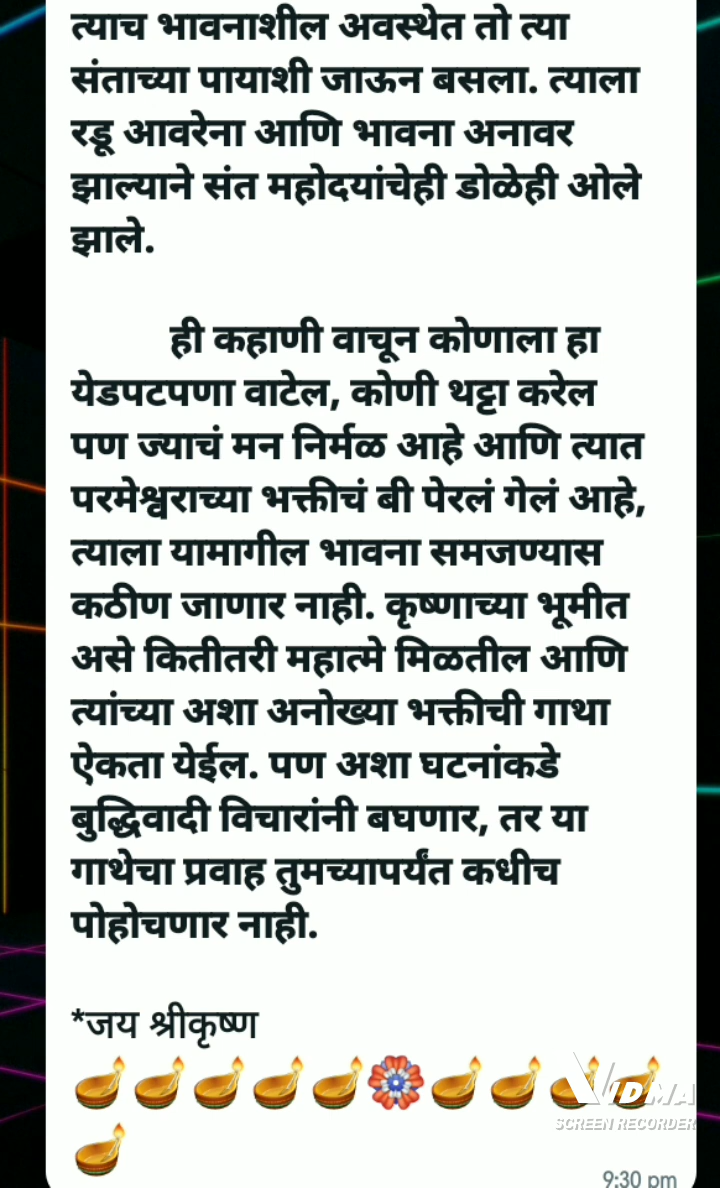 त्याच भावनाशील अवस्थेत तो त्या
संताच्या पायाशी जाऊन बसला. त्याला
रडू आवरेना आणि भावना अनावर
झाल्याने संत महोदयांचेही डोळेही ओले
झाले.
ही कहाणी वाचून कोणाला हा
येडपटपणा वाटेल, कोणी थट्टा करेल
पण ज्याचं मन निर्मळ आहे आणि त्यात
परमेश्वराच्या भक्तीचं बी पेरलं गेलं आहे,
त्याला यामागील भावना समजण्यास
कठीण जाणार नाही. कृष्णाच्या भूमीत
असे कितीतरी महात्मे मिळतील आणि
त्यांच्या अशा अनोख्या भक्तीची गाथा
ऐकता येईल. पण अशा घटनांकडे
बुद्धिवादी विचारांनी बघणार, तर या
गाथेचा प्रवाह तुमच्यापर्यंत कधीच
पोहोचणार नाही.
*जय श्रीकृष्ण
🪔🪔🪔🪔🪔🏵️🪔🪔🪔🪔
🪔
VIDMA
SCREEN RECORDER
9:30 pm